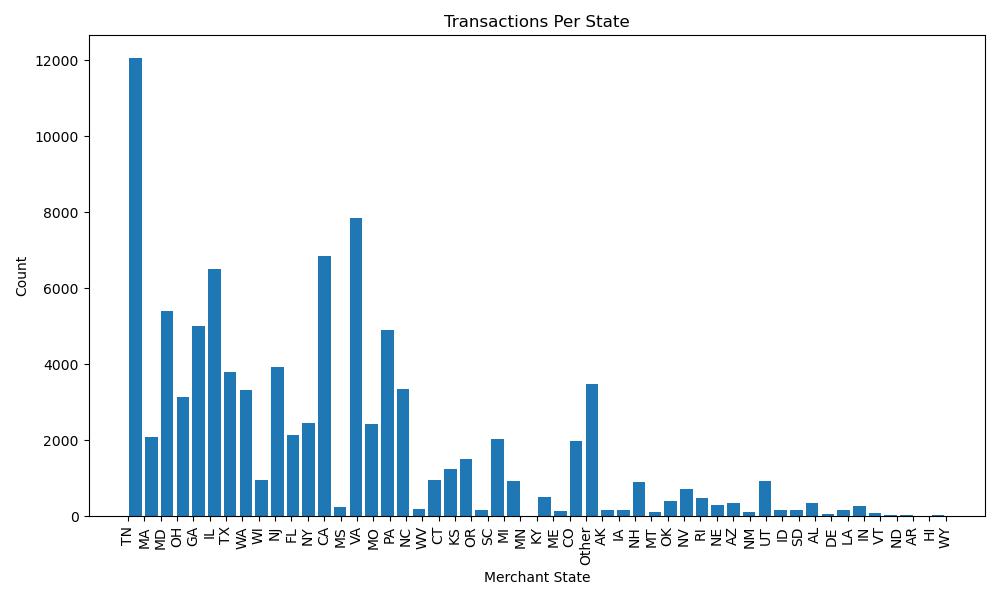 Transactions Per State
Count
12000
10000
8000
6000
4000
2000
0
TN MA MD OH GA IL TX WA WI NJ FL NY CA MS VA MO PA NC WV CT KS OR SC MI MN KY ME CO Other AK IA NH MT OK NV RI NE AZ NM UT ID SD AL DE LA IN VT ND AR HI WY
Merchant State